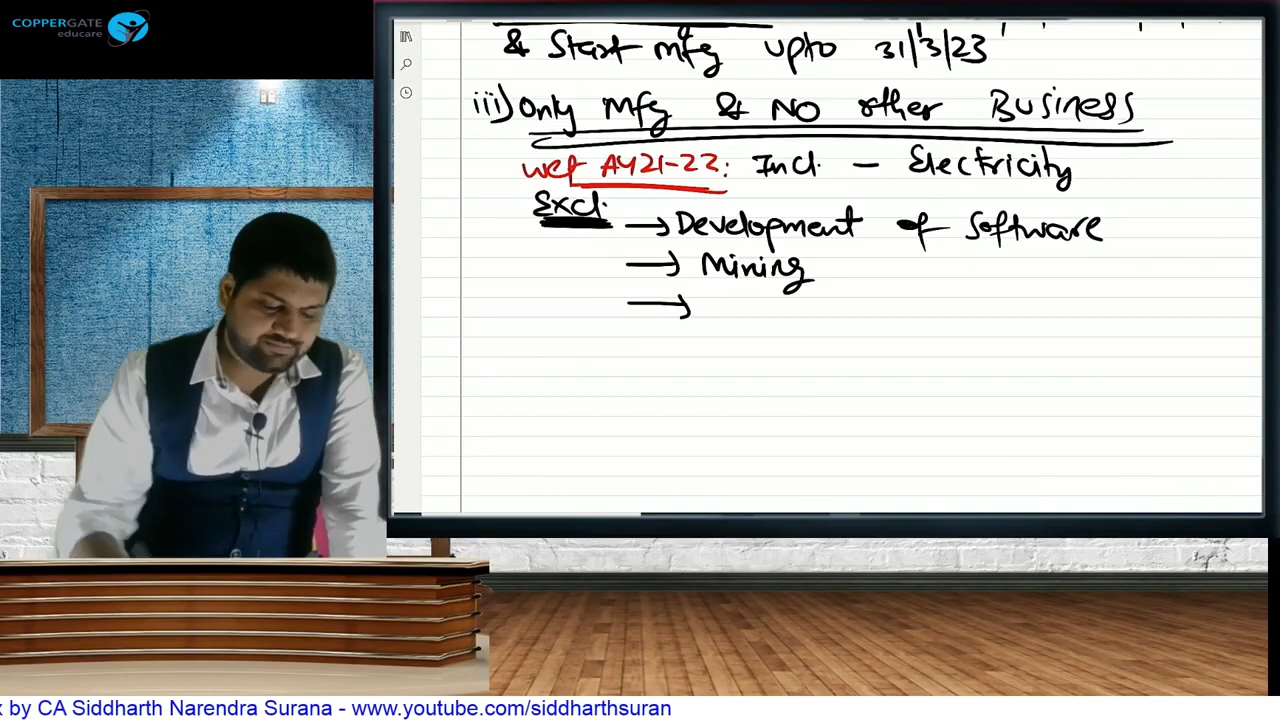 COPPERGATE
educare
& Start mfg upto 31/3/23
iii) Only Mfg & NO other Business
wef AY21-22: Incl. – Electricity
Excl.
→ Development of Software
→ Mining
→
x by CA Siddharth Narendra Surana - www.youtube.com/siddharthsuran